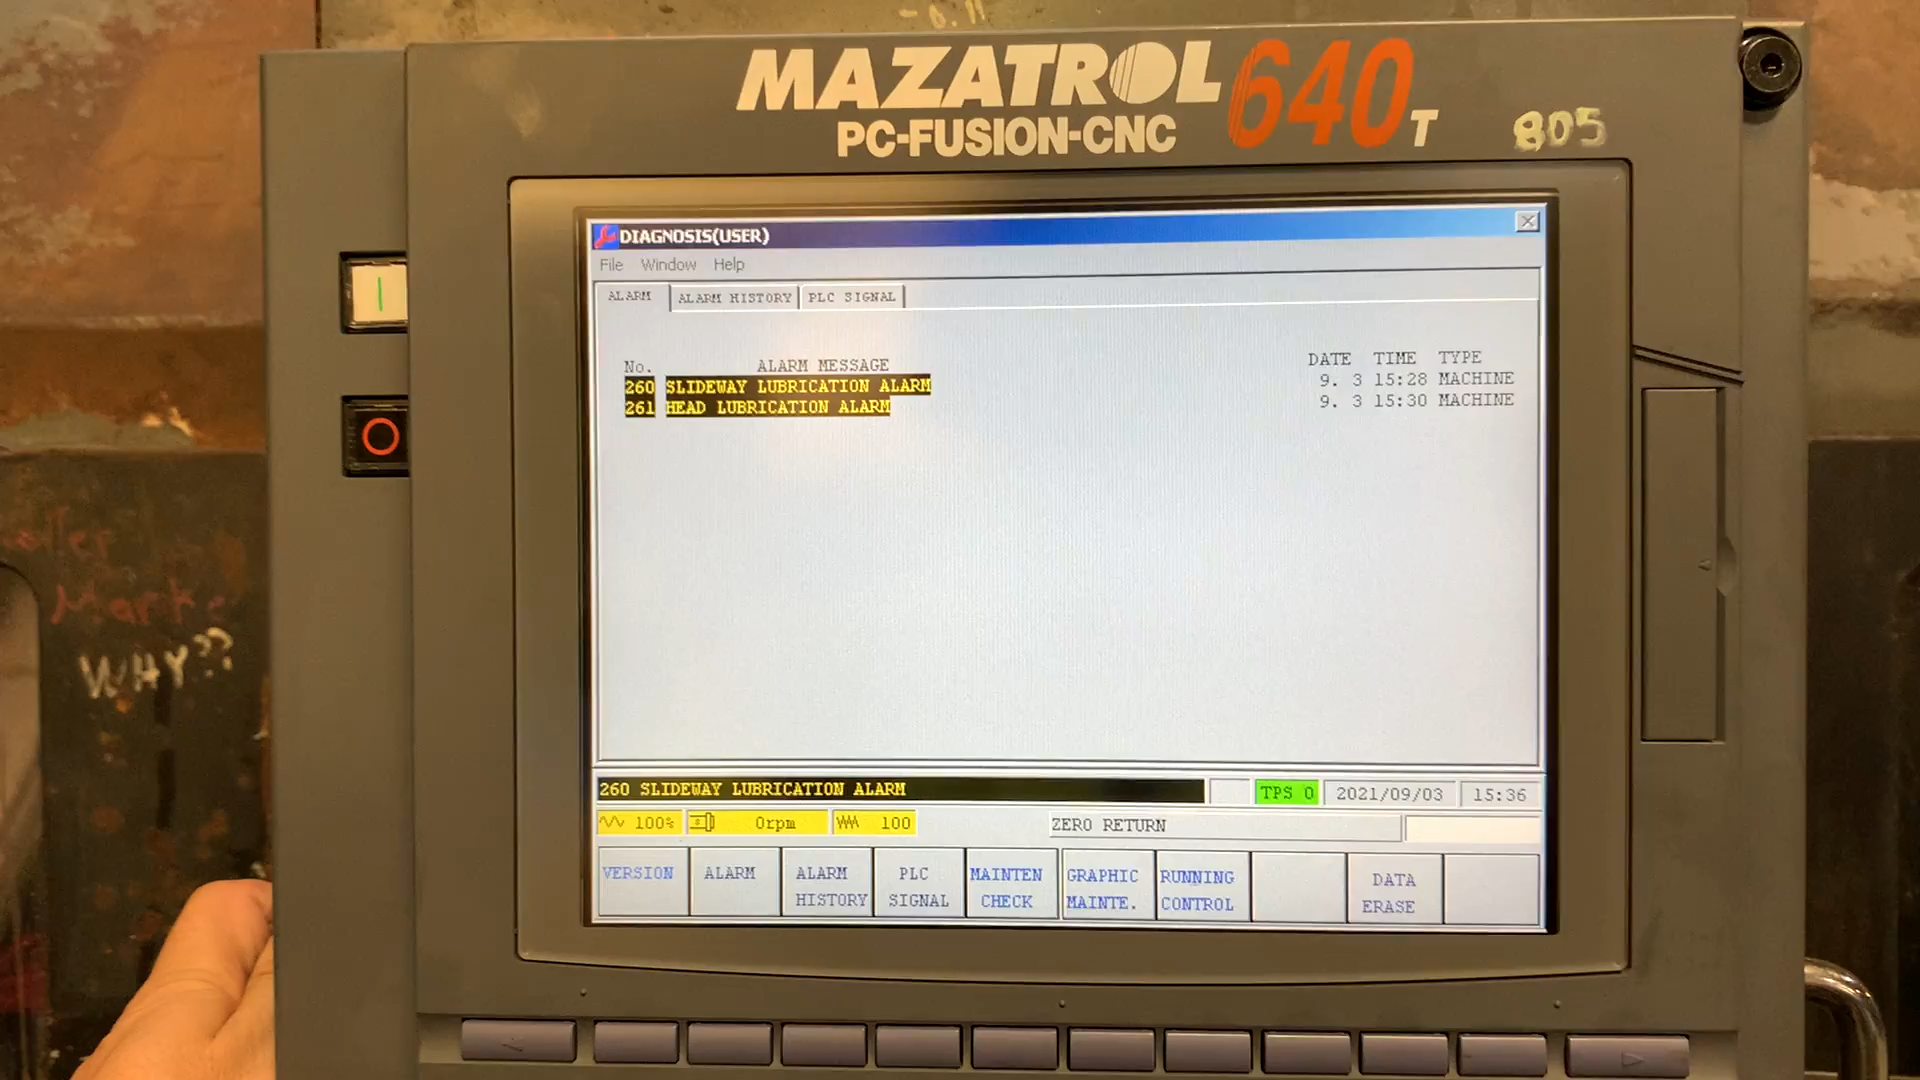 MAZATROL 640T
PC-FUSION-CNC
805
DIAGNOSIS(USER)
File Window Help
ALARM ALARM HISTORY PLC SIGNAL
No. ALARM MESSAGE DATE TIME TYPE
260 SLIDEWAY LUBRICATION ALARM 9. 3 15:28 MACHINE
261 HEAD LUBRICATION ALARM 9. 3 15:30 MACHINE
WHY??
260 SLIDEWAY LUBRICATION ALARM TPS 0 2021/09/03 15:36
100% 0rpm 100 ZERO RETURN
VERSION ALARM ALARM HISTORY PLC SIGNAL MAINTEN CHECK GRAPHIC MAINTE. RUNNING CONTROL DATA ERASE